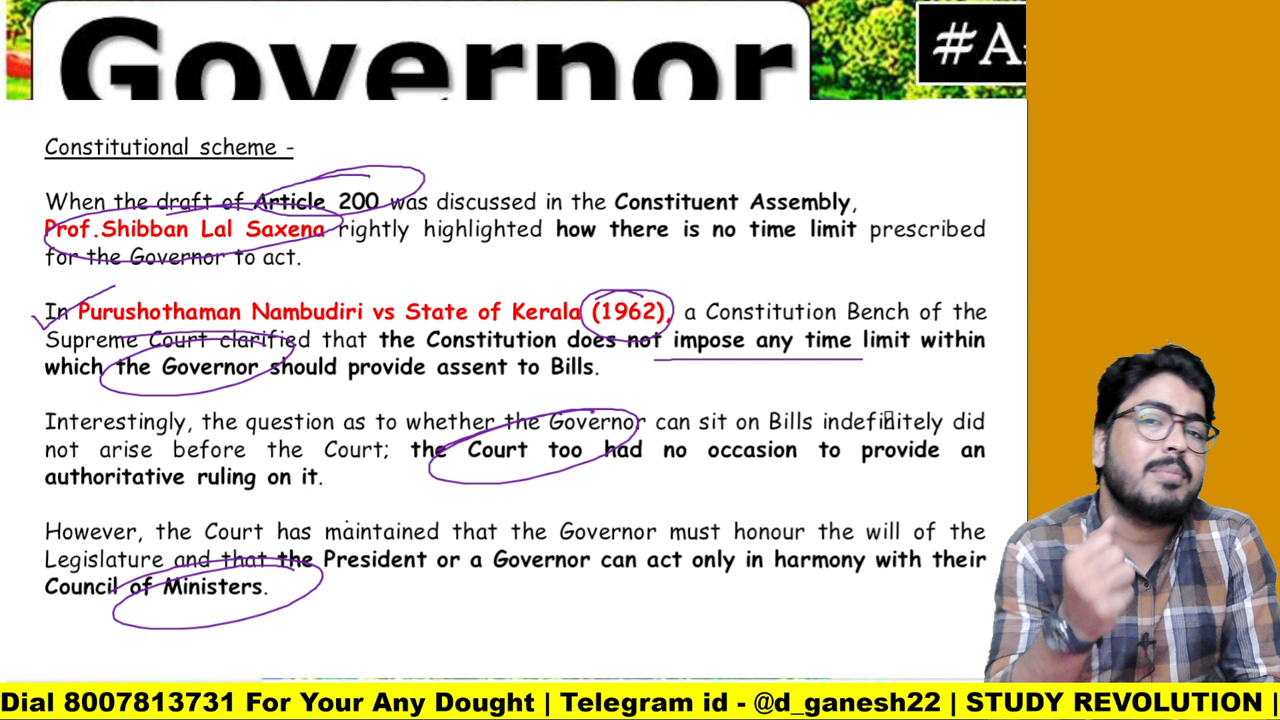 Governor
#A
Constitutional scheme -
When the draft of Article 200 was discussed in the Constituent Assembly,
Prof.Shibban Lal Saxena rightly highlighted how there is no time limit prescribed
for the Governor to act.
In Purushothaman Nambudiri vs State of Kerala (1962), a Constitution Bench of the
Supreme Court clarified that the Constitution does not impose any time limit within
which the Governor should provide assent to Bills.
Interestingly, the question as to whether the Governor can sit on Bills indefinitely did
not arise before the Court; the Court too had no occasion to provide an
authoritative ruling on it.
However, the Court has maintained that the Governor must honour the will of the
Legislature and that the President or a Governor can act only in harmony with their
Council of Ministers.
Dial 8007813731 For Your Any Dought | Telegram id - @d_ganesh22 | STUDY REVOLUTION |